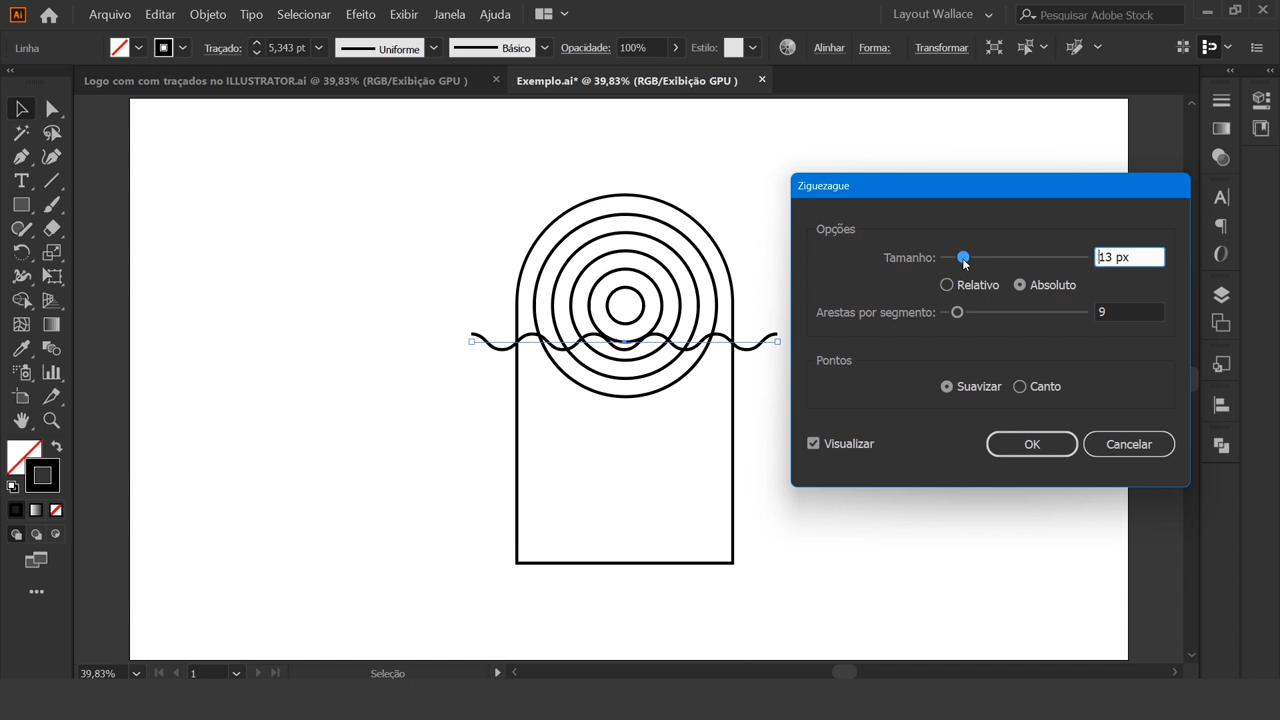 Ai Arquivo Editar Objeto Tipo Selecionar Efeito Exibir Janela Ajuda Layout Wallace Pesquisar Adobe Stock
Linha Traçado: 5,343 pt Uniforme Básico Opacidade: 100% Estilo: Alinhar Forma: Transformar
Logo com com traçados no ILLUSTRATOR.ai @ 39,83% (RGB/Exibição GPU ) Exemplo.ai* @ 39,83% (RGB/Exibição GPU )
Ziguezague
Opções
Tamanho: 13 px
Relativo Absoluto
Arestas por segmento: 9
Pontos
Suavizar Canto
Visualizar OK Cancelar
39,83% 1 Seleção